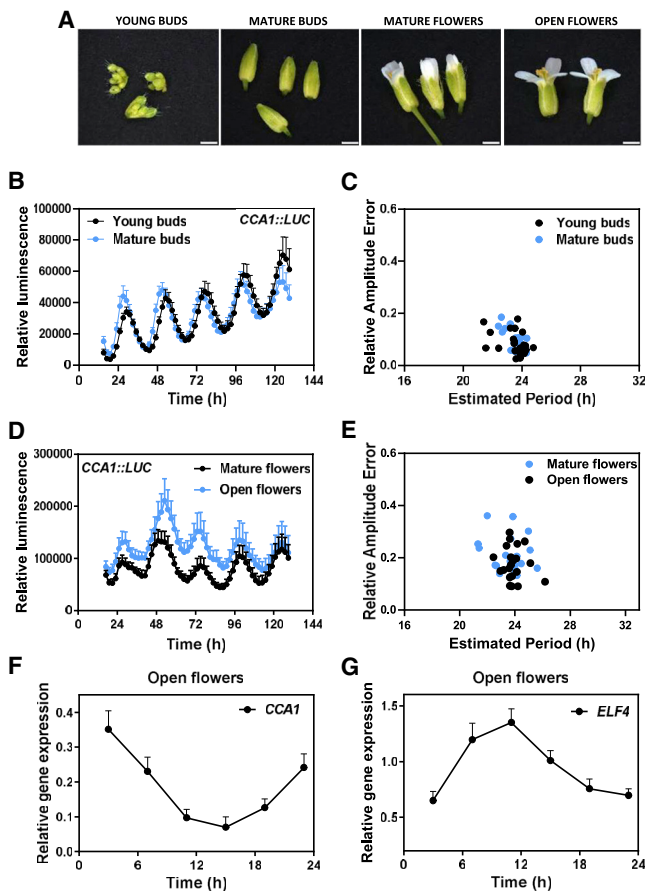 A
YOUNG BUDS
MATURE BUDS
MATURE FLOWERS
OPEN FLOWERS
B
Relative luminescence
100000
80000
60000
40000
20000
0
Young buds
Mature buds
CCA1::LUC
0 24 48 72 96 120 144
Time (h)
C
Relative Amplitude Error
0.6
0.4
0.2
0.0
Young buds
Mature buds
16 20 24 28 32
Estimated Period (h)
D
Relative luminescence
300000
200000
100000
0
CCA1::LUC
Mature flowers
Open flowers
0 24 48 72 96 120 144
Time (h)
E
Relative Amplitude Error
0.6
0.4
0.2
0.0
Mature flowers
Open flowers
16 20 24 28 32
Estimated Period (h)
F
Open flowers
Relative gene expression
0.4
0.3
0.2
0.1
0.0
CCA1
0 6 12 18 24
Time (h)
G
Open flowers
Relative gene expression
1.5
1.0
0.5
ELF4
0 6 12 18 24
Time (h)